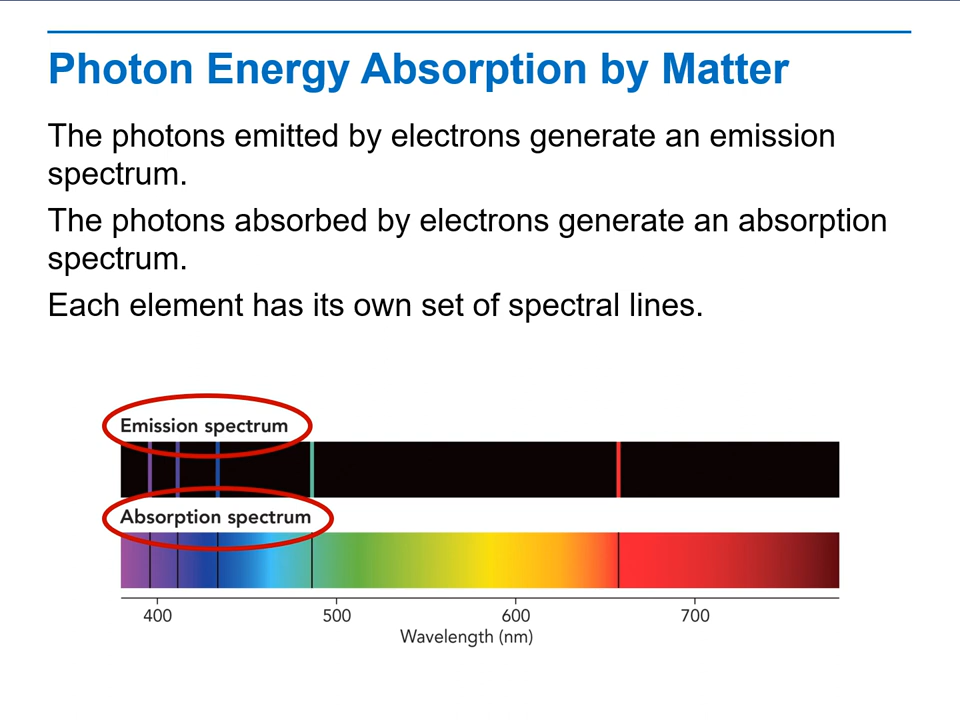 Photon Energy Absorption by Matter
The photons emitted by electrons generate an emission
spectrum.
The photons absorbed by electrons generate an absorption
spectrum.
Each element has its own set of spectral lines.
Emission spectrum
Absorption spectrum
400 500 600 700
Wavelength (nm)